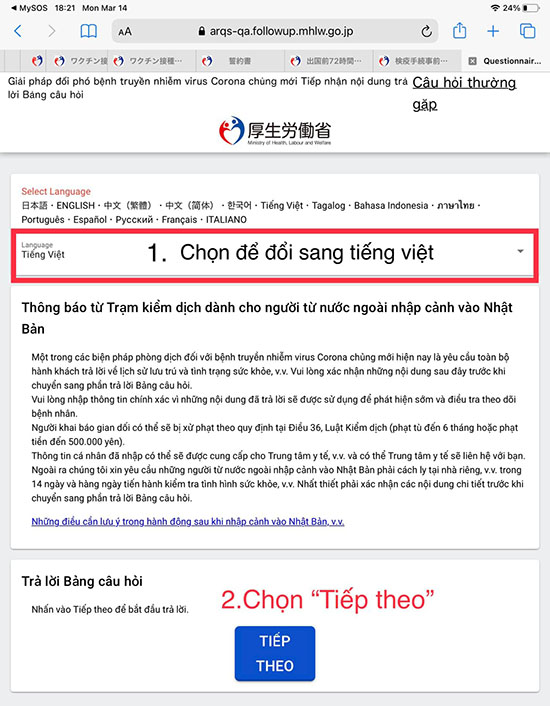 MySOS 18:21 Mon Mar 14 24%
AA arqs-qa.followup.mhlw.go.jp
ワクチン接 ワクチン接種… 誓約書 出国前72時間… 検疫手続事前… Questionnair...
Giải pháp đối phó bệnh truyền nhiễm virus Corona chủng mới Tiếp nhận nội dung trả
lời Bảng câu hỏi
Câu hỏi thường
gặp
厚生労働省
Ministry of Health, Labour and Welfare
Select Language
日本語・ENGLISH・中文（繁體）・中文（简体）・한국어・Tiếng Việt・Tagalog・Bahasa Indonesia・ภาษาไทย・
Português・Español・Русский・Français・ITALIANO
Language
Tiếng Việt
1. Chọn để đổi sang tiếng việt
Thông báo từ Trạm kiểm dịch dành cho người từ nước ngoài nhập cảnh vào Nhật
Bản
Một trong các biện pháp phòng dịch đối với bệnh truyền nhiễm virus Corona chủng mới hiện nay là yêu cầu toàn bộ
hành khách trả lời về lịch sử lưu trú và tình trạng sức khỏe, v.v. Vui lòng xác nhận những nội dung sau đây trước khi
chuyển sang phần trả lời Bảng câu hỏi.
Vui lòng nhập thông tin chính xác vì những nội dung đã trả lời sẽ được sử dụng để phát hiện sớm và điều tra theo dõi
bệnh nhân.
Người khai báo gian dối có thể sẽ bị xử phạt theo quy định tại Điều 36, Luật Kiểm dịch (phạt tù đến 6 tháng hoặc phạt
tiền đến 500.000 yên).
Thông tin cá nhân đã nhập có thể sẽ được cung cấp cho Trung tâm y tế, v.v. và có thể Trung tâm y tế sẽ liên hệ với bạn.
Ngoài ra chúng tôi xin yêu cầu những người từ nước ngoài nhập cảnh vào Nhật Bản phải cách ly tại nhà riêng, v.v. trong
14 ngày và hàng ngày tiến hành kiểm tra tình hình sức khỏe, v.v. Nhất thiết phải xác nhận các nội dung chi tiết trước khi
chuyển sang phần trả lời Bảng câu hỏi.
Những điều cần lưu ý trong hành động sau khi nhập cảnh vào Nhật Bản, v.v.
Trả lời Bảng câu hỏi
Nhấn vào Tiếp theo để bắt đầu trả lời.
2.Chọn “Tiếp theo”
TIẾP
THEO